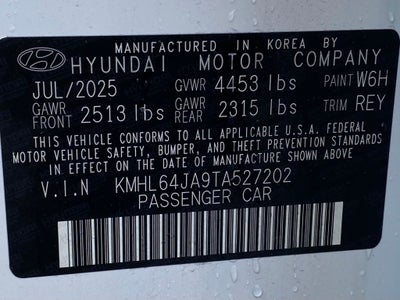 MANUFACTURED IN KOREA BY
HYUNDAI MOTOR COMPANY
JUL/2025 GVWR 4453 lbs PAINT W6H
GAWR FRONT 2513 lbs GAWR REAR 2315 lbs TRIM REY
THIS VEHICLE CONFORMS TO ALL APPLICABLE U.S.A. FEDERAL
MOTOR VEHICLE SAFETY, BUMPER, AND THEFT PREVENTION STANDARDS
IN EFFECT ON THE DATE OF MANUFACTURE SHOWN ABOVE.
V.I.N KMHL64JA9TA527202
PASSENGER CAR